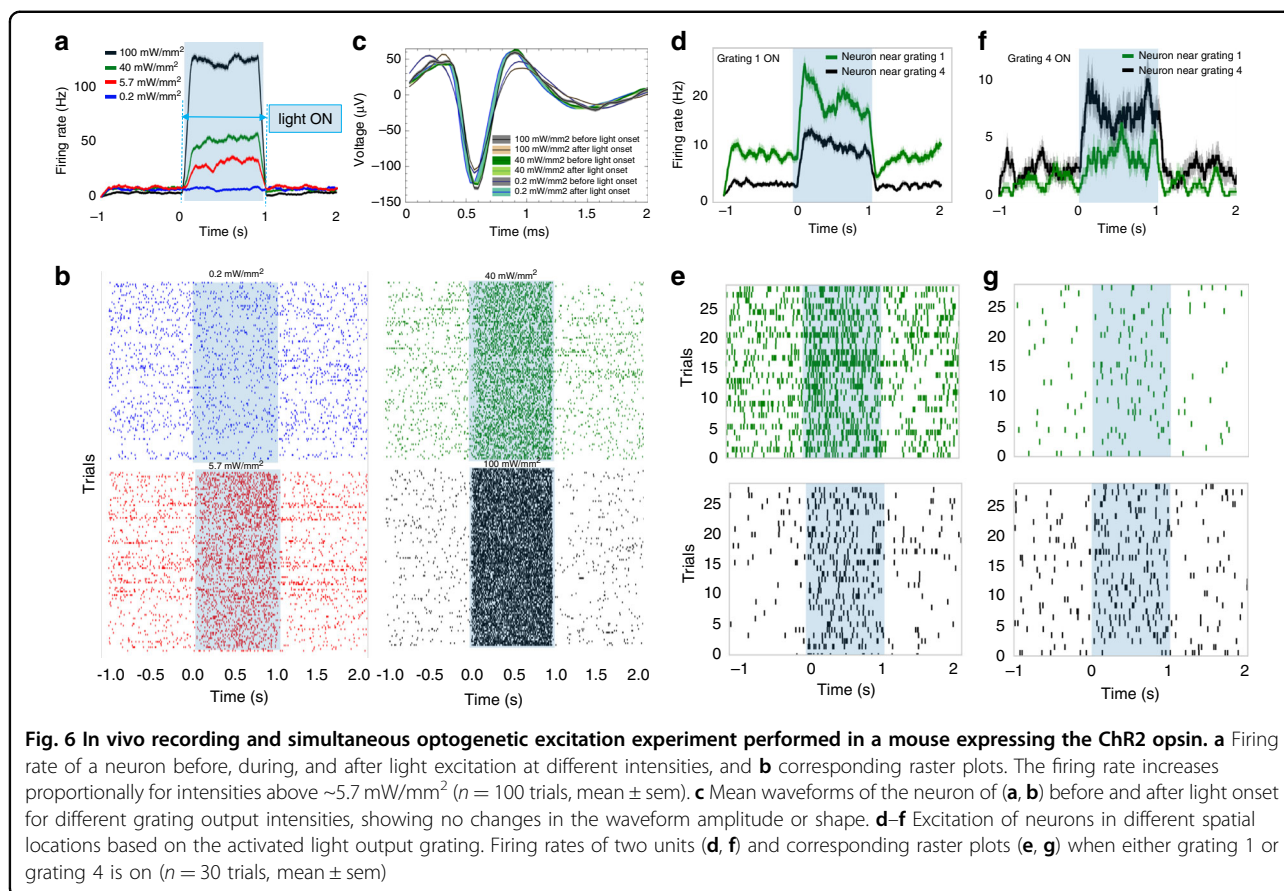 a
100 mW/mm²
40 mW/mm²
5.7 mW/mm²
0.2 mW/mm²
Firing rate (Hz)
100
50
0
light ON
−1 0 1 2
Time (s)
c
Voltage (µV)
50
0
−50
−100
−150
100 mW/mm2 before light onset
100 mW/mm2 after light onset
40 mW/mm2 before light onset
40 mW/mm2 after light onset
0.2 mW/mm2 before light onset
0.2 mW/mm2 after light onset
0 0.5 1.0 1.5 2.0
Time (ms)
d
Grating 1 ON
Neuron near grating 1
Neuron near grating 4
Firing rate (Hz)
20
10
0
−1 0 1 2
Time (s)
f
Grating 4 ON
Neuron near grating 1
Neuron near grating 4
10
5
0
−1 0 1 2
Time (s)
b
0.2 mW/mm²
40 mW/mm²
5.7 mW/mm²
100 mW/mm²
Trials
-1.0 -0.5 0.0 0.5 1.0 1.5 2.0
Time (s)
-1.0 -0.5 0.0 0.5 1.0 1.5 2.0
Time (s)
e
Trials
25
20
15
10
5
0
Trials
25
20
15
10
5
0
−1 0 1 2
Time (s)
g
25
20
15
10
5
0
25
20
15
10
5
0
−1 0 1 2
Time (s)
Fig. 6 In vivo recording and simultaneous optogenetic excitation experiment performed in a mouse expressing the ChR2 opsin. a Firing
rate of a neuron before, during, and after light excitation at different intensities, and b corresponding raster plots. The firing rate increases
proportionally for intensities above ~5.7 mW/mm² (n = 100 trials, mean ± sem). c Mean waveforms of the neuron of (a, b) before and after light onset
for different grating output intensities, showing no changes in the waveform amplitude or shape. d–f Excitation of neurons in different spatial
locations based on the activated light output grating. Firing rates of two units (d, f) and corresponding raster plots (e, g) when either grating 1 or
grating 4 is on (n = 30 trials, mean ± sem)